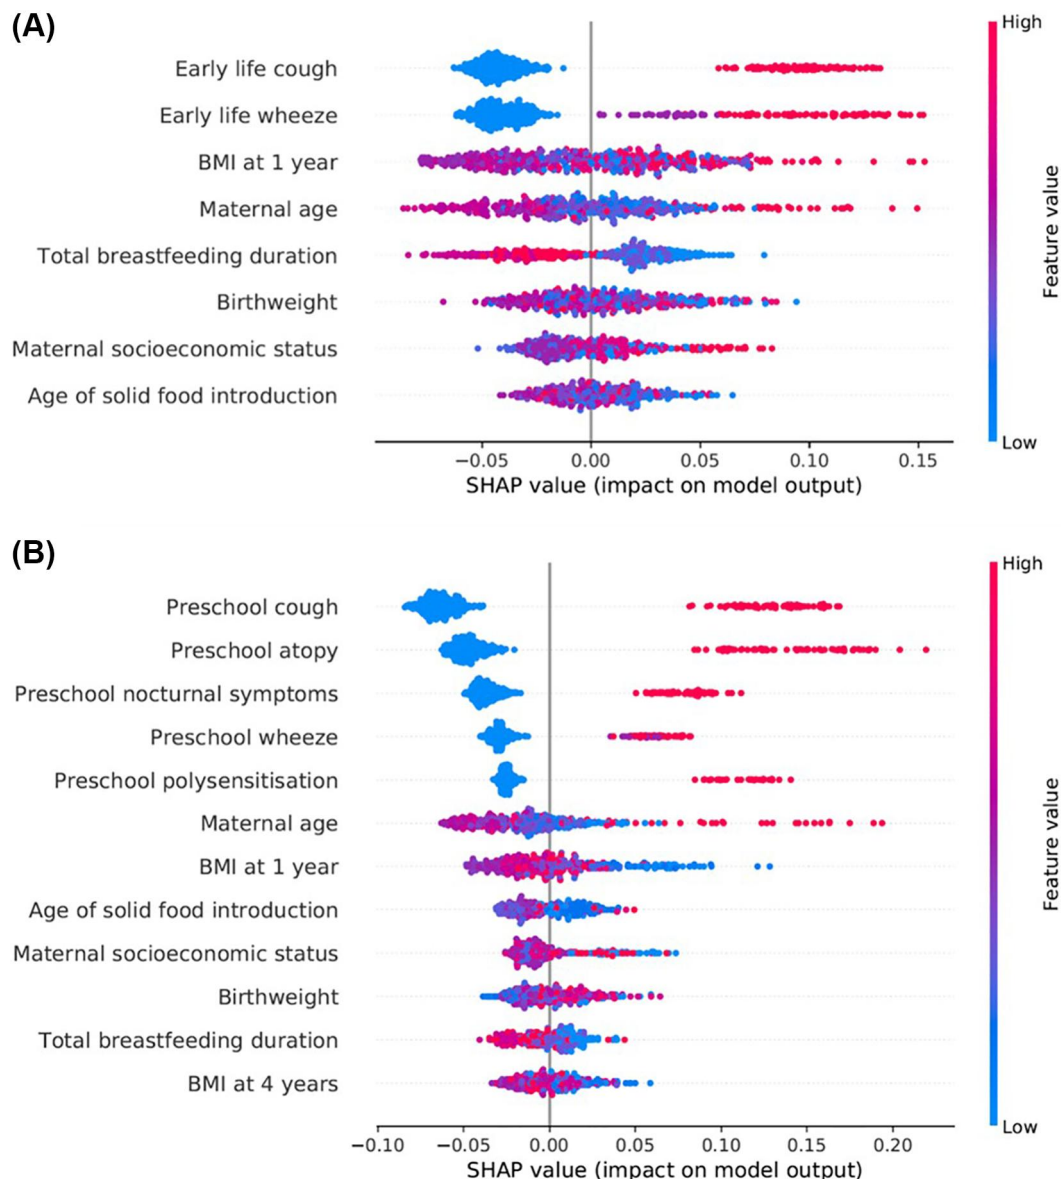 (A)
High
Early life cough
Early life wheeze
BMI at 1 year
Maternal age
Total breastfeeding duration
Birthweight
Maternal socioeconomic status
Age of solid food introduction
Feature value
Low
−0.05 0.00 0.05 0.10 0.15
SHAP value (impact on model output)
(B)
High
Preschool cough
Preschool atopy
Preschool nocturnal symptoms
Preschool wheeze
Preschool polysensitisation
Maternal age
BMI at 1 year
Age of solid food introduction
Maternal socioeconomic status
Birthweight
Total breastfeeding duration
BMI at 4 years
Feature value
Low
−0.10 −0.05 0.00 0.05 0.10 0.15 0.20
SHAP value (impact on model output)